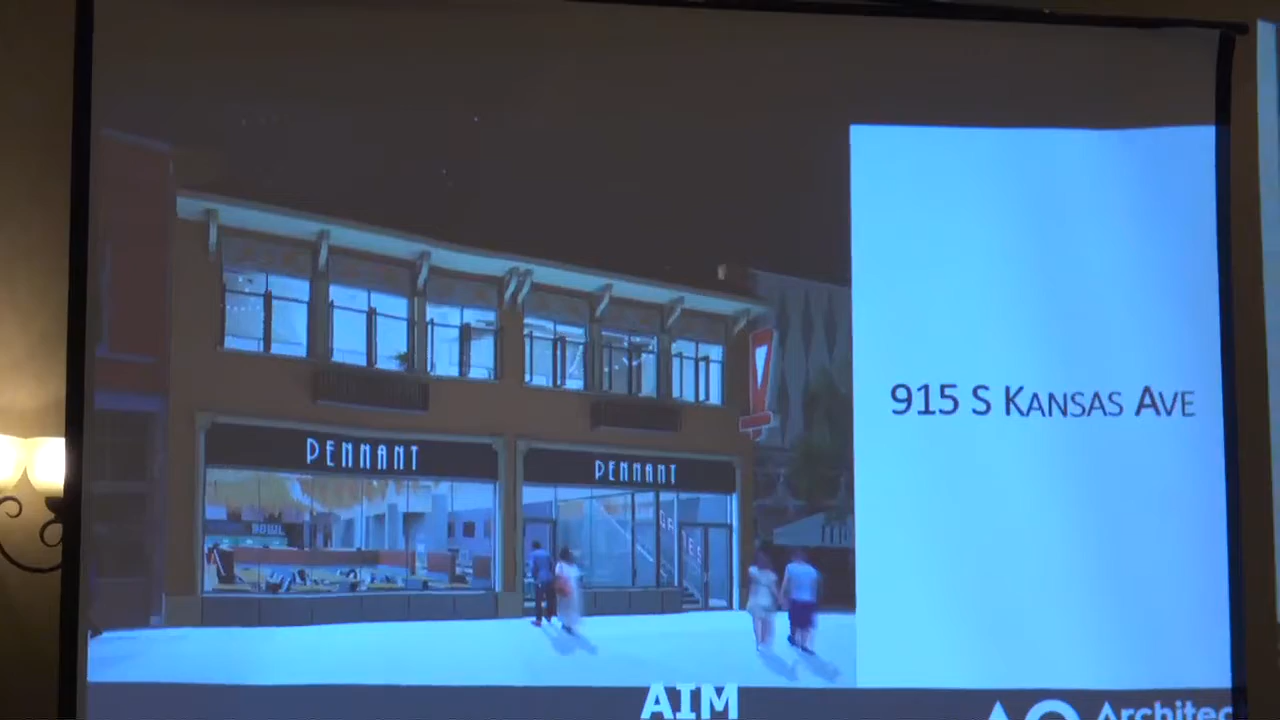 PENNANT
PENNANT
BOWL
915 S KANSAS AVE
AIM
Architec